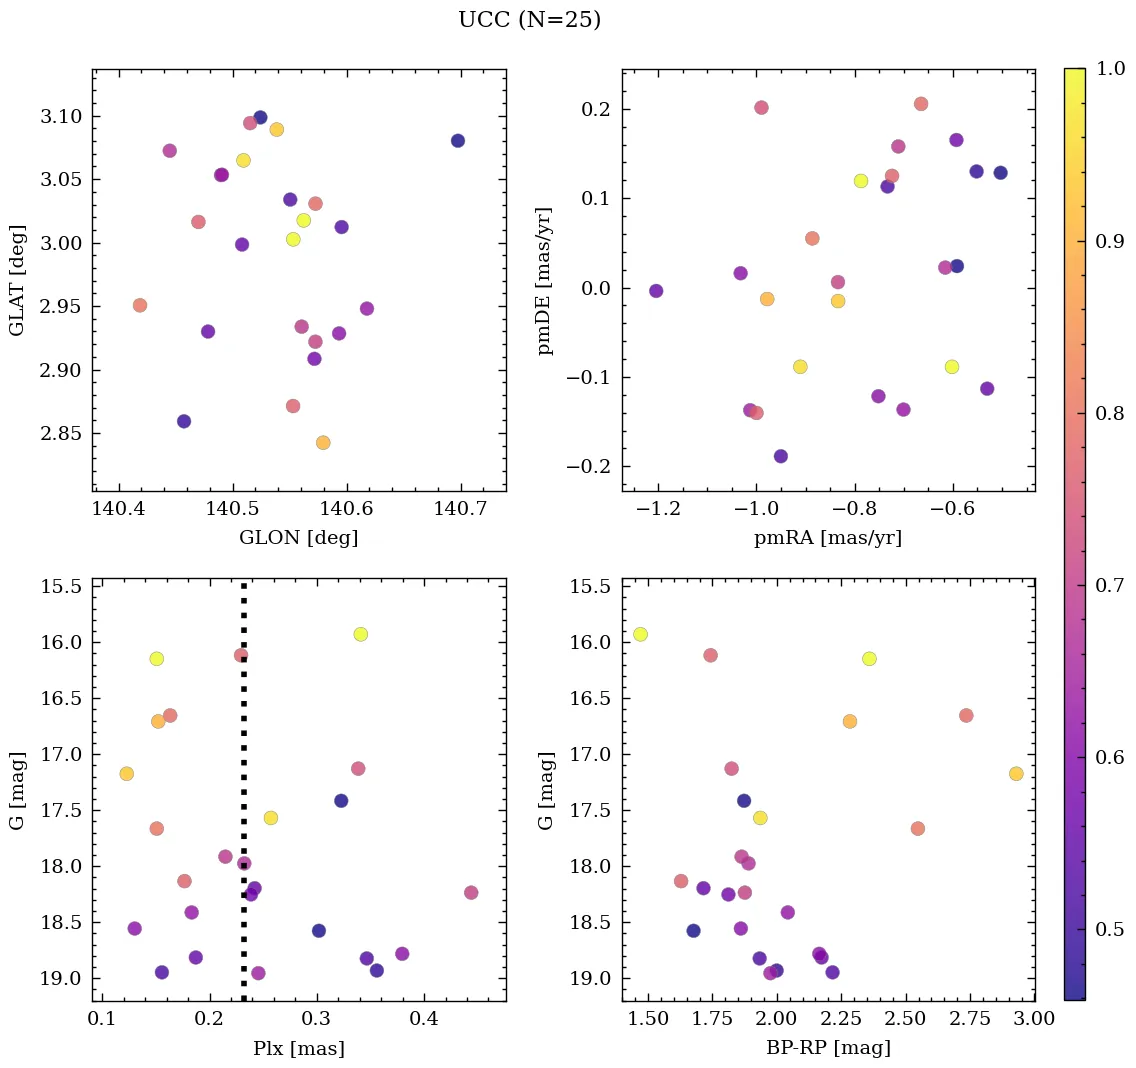 UCC (N=25)
3.10
3.05
3.00
2.95
2.90
2.85
GLAT [deg]
140.4 140.5 140.6 140.7
GLON [deg]
0.2
0.1
0.0
−0.1
−0.2
pmDE [mas/yr]
−1.2 −1.0 −0.8 −0.6
pmRA [mas/yr]
15.5
16.0
16.5
17.0
17.5
18.0
18.5
19.0
G [mag]
0.1 0.2 0.3 0.4
Plx [mas]
15.5
16.0
16.5
17.0
17.5
18.0
18.5
19.0
G [mag]
1.50 1.75 2.00 2.25 2.50 2.75 3.00
BP-RP [mag]
1.0
0.9
0.8
0.7
0.6
0.5